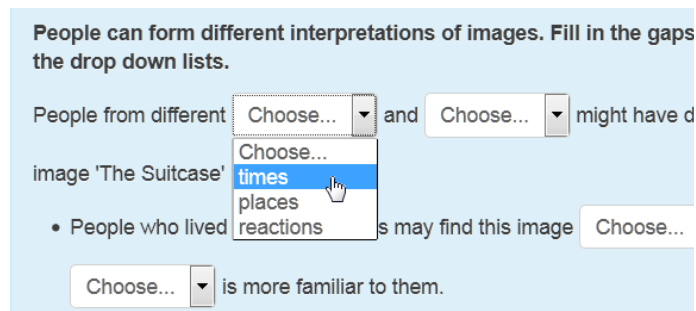 People can form different interpretations of images. Fill in the gaps
the drop down lists.
People from different Choose... and Choose... might have d
Choose...
image 'The Suitcase' times
places
• People who lived reactions s may find this image Choose...
Choose... is more familiar to them.